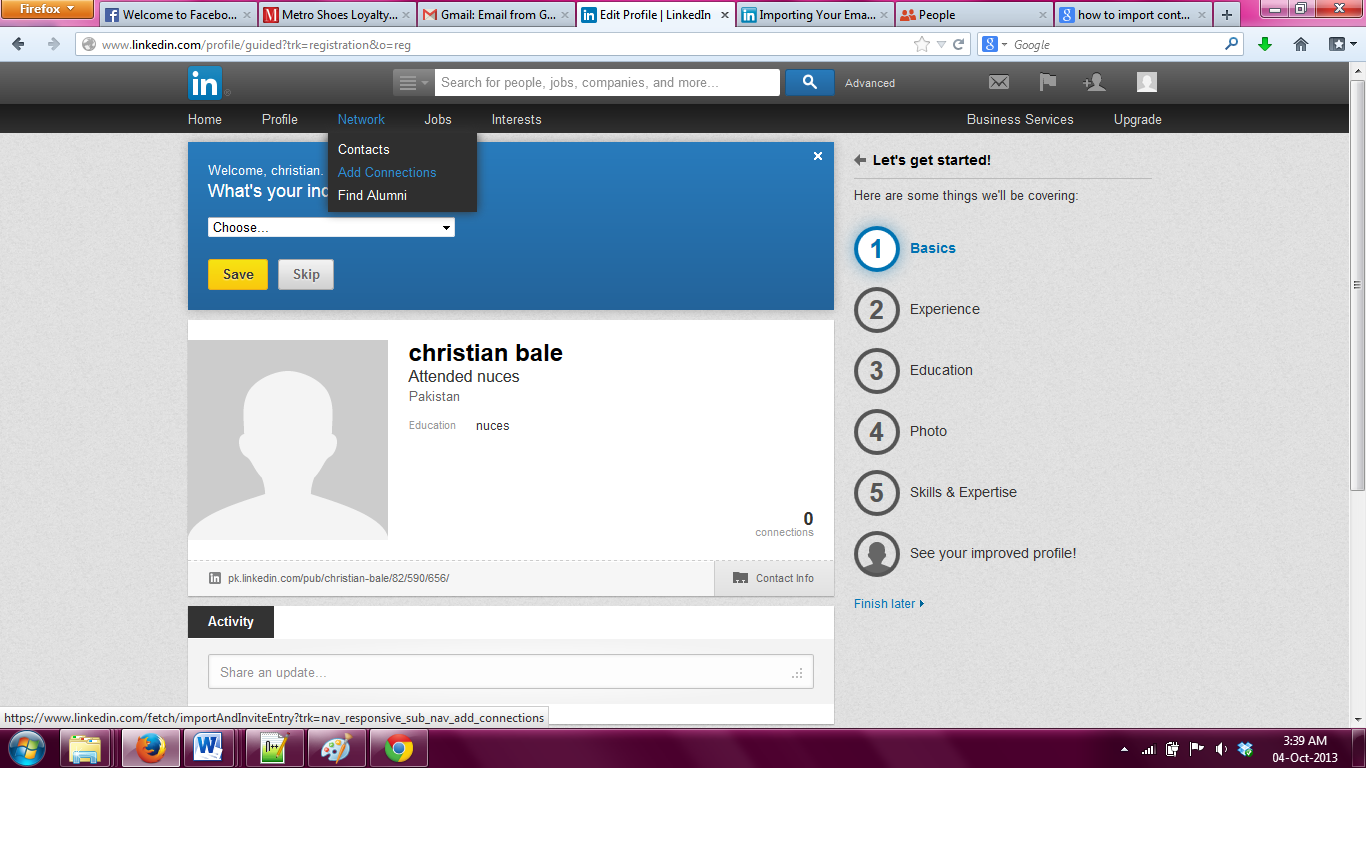 Firefox
Welcome to Facebo...
Metro Shoes Loyalty...
Gmail: Email from G...
Edit Profile | LinkedIn
Importing Your Ema...
People
how to import cont...
www.linkedin.com/profile/guided?trk=registration&o=reg
Google
in
Search for people, jobs, companies, and more...
Advanced
Home Profile Network Jobs Interests Business Services Upgrade
Contacts
Add Connections
Find Alumni
Welcome, christian.
What's your ind
Choose...
Save Skip
Let's get started!
Here are some things we'll be covering:
1 Basics
2 Experience
3 Education
4 Photo
5 Skills & Expertise
See your improved profile!
Finish later
christian bale
Attended nuces
Pakistan
Education nuces
0
connections
pk.linkedin.com/pub/christian-bale/82/590/656/
Contact Info
Activity
Share an update...
https://www.linkedin.com/fetch/importAndInviteEntry?trk=nav_responsive_sub_nav_add_connections
3:39 AM
04-Oct-2013